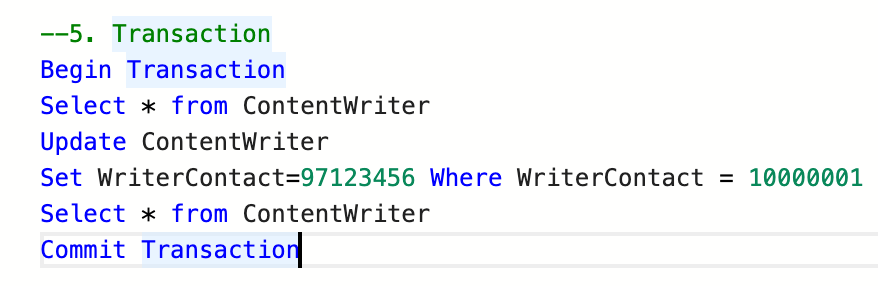 --5. Transaction
Begin Transaction
Select * from ContentWriter
Update ContentWriter
Set WriterContact=97123456 Where WriterContact = 10000001
Select * from ContentWriter
Commit Transaction